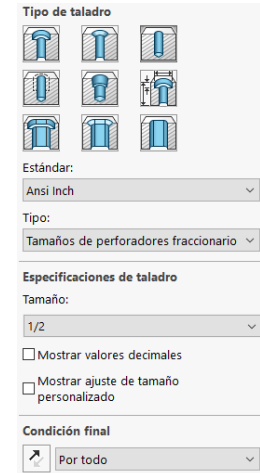 Tipo de taladro
Estándar:
Ansi Inch
Tipo:
Tamaños de perforadores fraccionario
Especificaciones de taladro
Tamaño:
1/2
Mostrar valores decimales
Mostrar ajuste de tamaño
personalizado
Condición final
Por todo